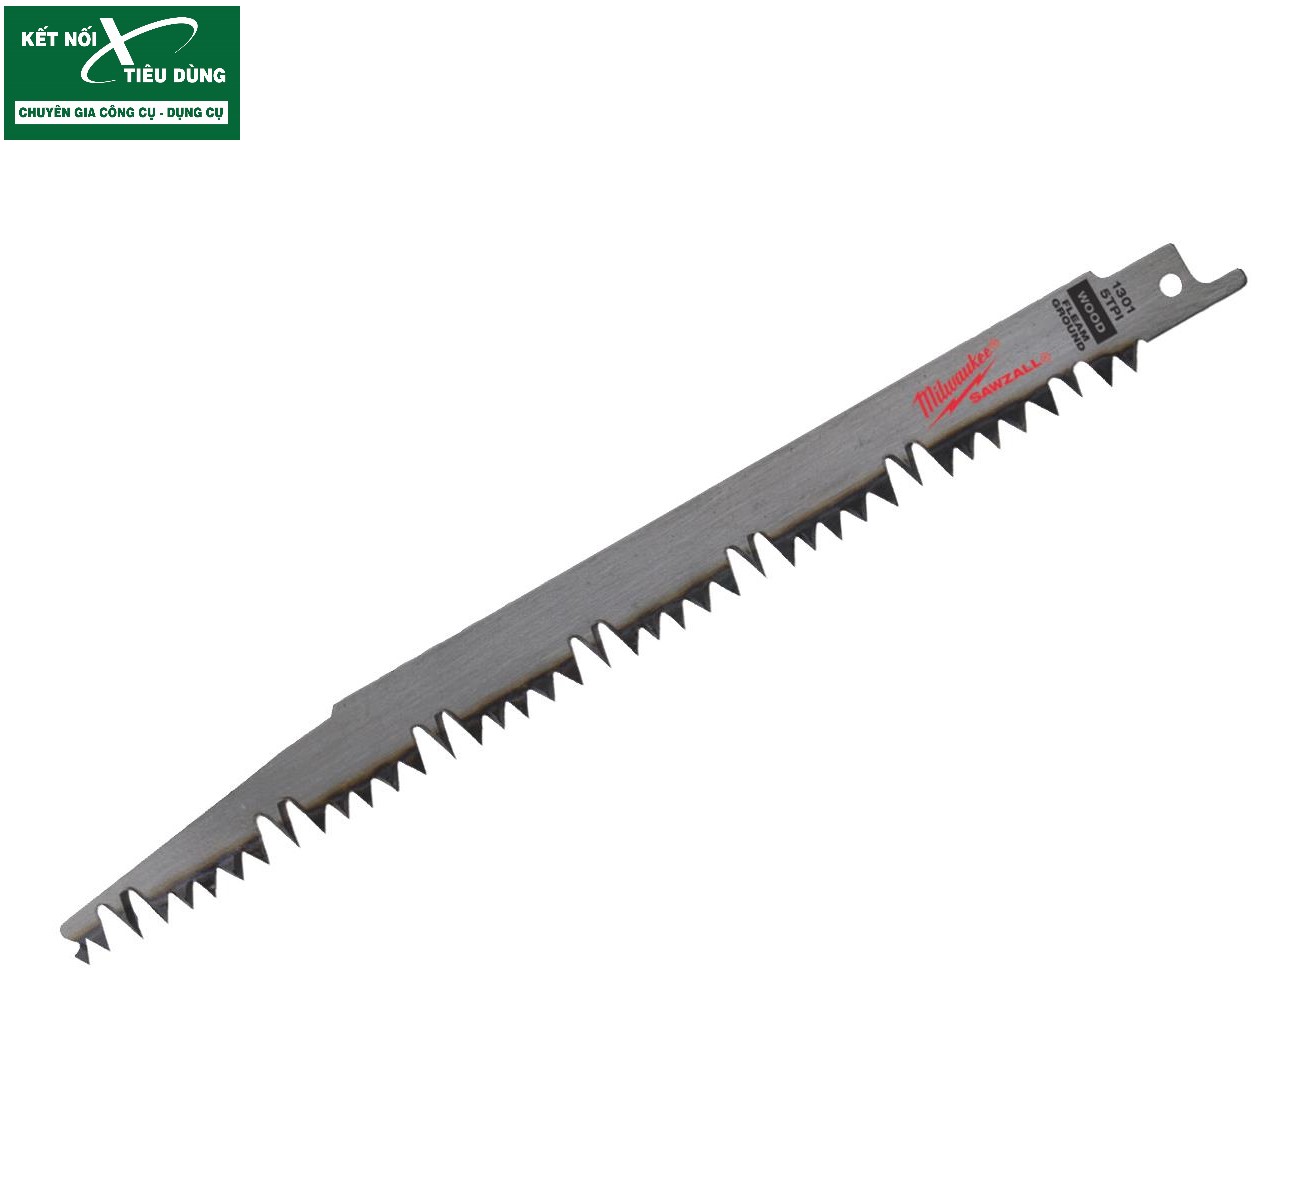 KẾT NỐI
TIÊU DÙNG
CHUYÊN GIA CÔNG CỤ - DỤNG CỤ
1301
5TPI
WOOD
FLEAM
GROUND
Milwaukee®
SAWZALL®